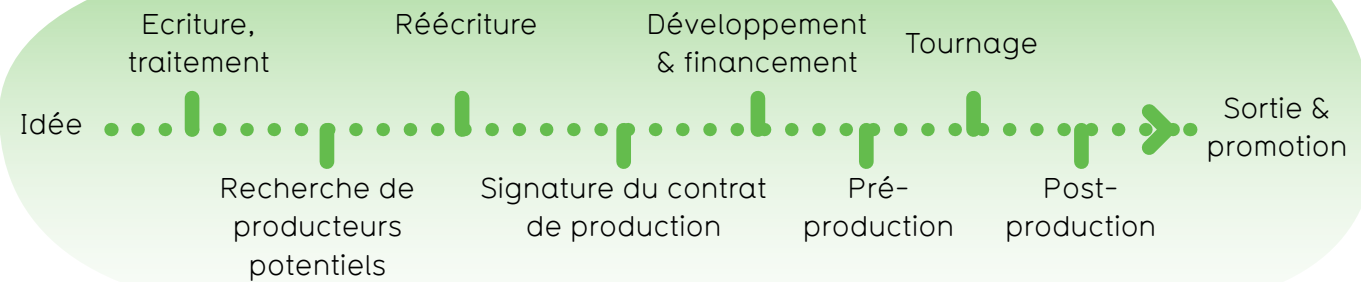 Idée
Ecriture,
traitement
Recherche de
producteurs
potentiels
Réécriture
Signature du contrat
de production
Développement
& financement
Pré-
production
Tournage
Post-
production
Sortie &
promotion